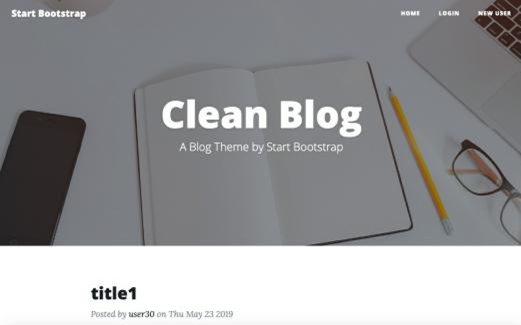 Start Bootstrap
HOME LOGIN NEW USER
Clean Blog
A Blog Theme by Start Bootstrap
title1
Posted by user30 on Thu May 23 2019